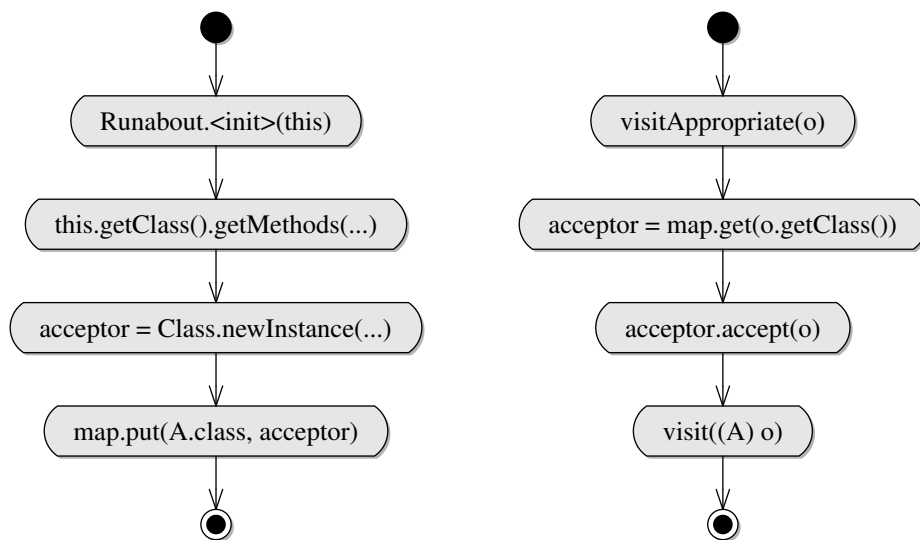 Runabout.<init>(this)
this.getClass().getMethods(...)
acceptor = Class.newInstance(...)
map.put(A.class, acceptor)
visitAppropriate(o)
acceptor = map.get(o.getClass())
acceptor.accept(o)
visit((A) o)